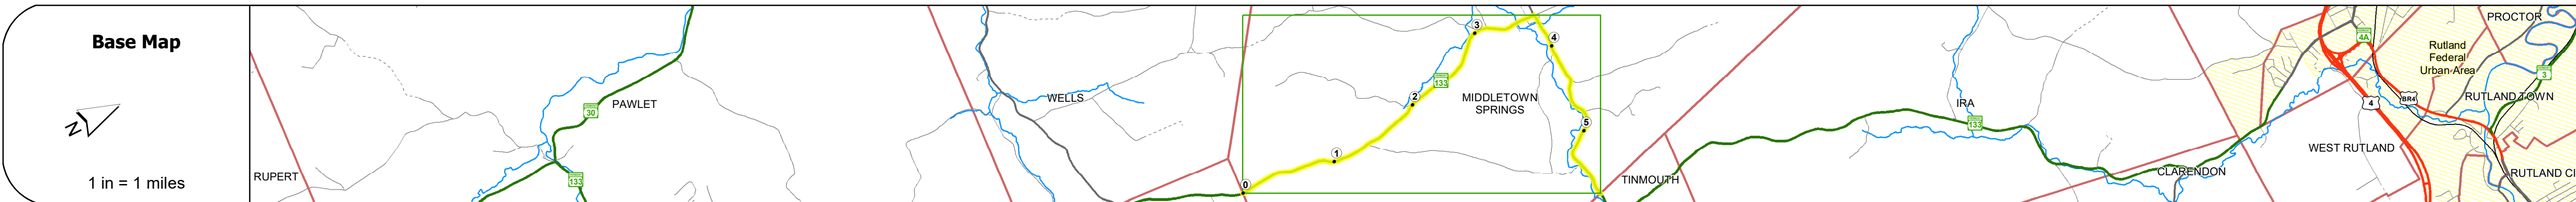 Base Map
N
1 in = 1 miles
RUPERT
PAWLET
30
133
WELLS
0
1
2
3
4
5
133
MIDDLETOWN
SPRINGS
TINMOUTH
IRA
133
CLARENDON
WEST RUTLAND
4A
4
BR4
Rutland
Federal
Urban Area
PROCTOR
3
RUTLAND TOWN
RUTLAND CI